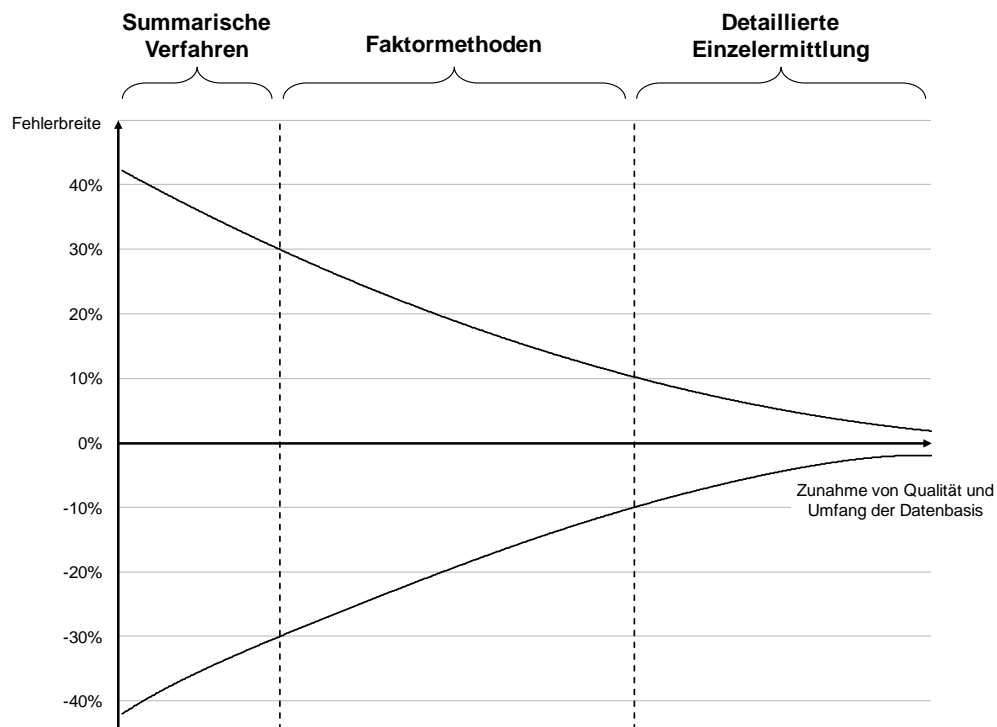 Summarische
Verfahren
Faktormethoden
Detaillierte
Einzelermittlung
Fehlerbreite
40%
30%
20%
10%
0%
Zunahme von Qualität und
Umfang der Datenbasis
-10%
-20%
-30%
-40%